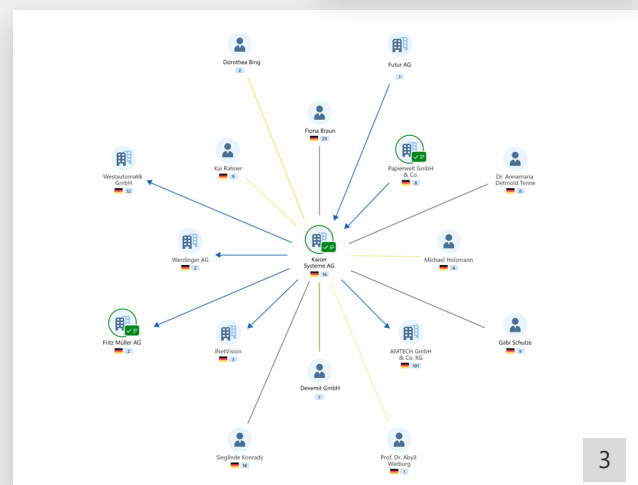 Dorothea Bing
2
Futur AG
1
Fiona Braun
29
Kai Rahner
9
Papierwelt GmbH
& Co.
8
Westautomatik
GmbH
12
Dr. Annamaria
Detmold Tenne
6
Werdinger AG
2
Kaiser
Systeme AG
16
Michael Holzmann
4
Fritz Müller AG
2
iNetVision
3
AMTECH GmbH
& Co. KG
101
Gabi Schulze
9
Devemit GmbH
1
Sieglinde Konrady
16
Prof. Dr. Abyil
Warburg
1
3